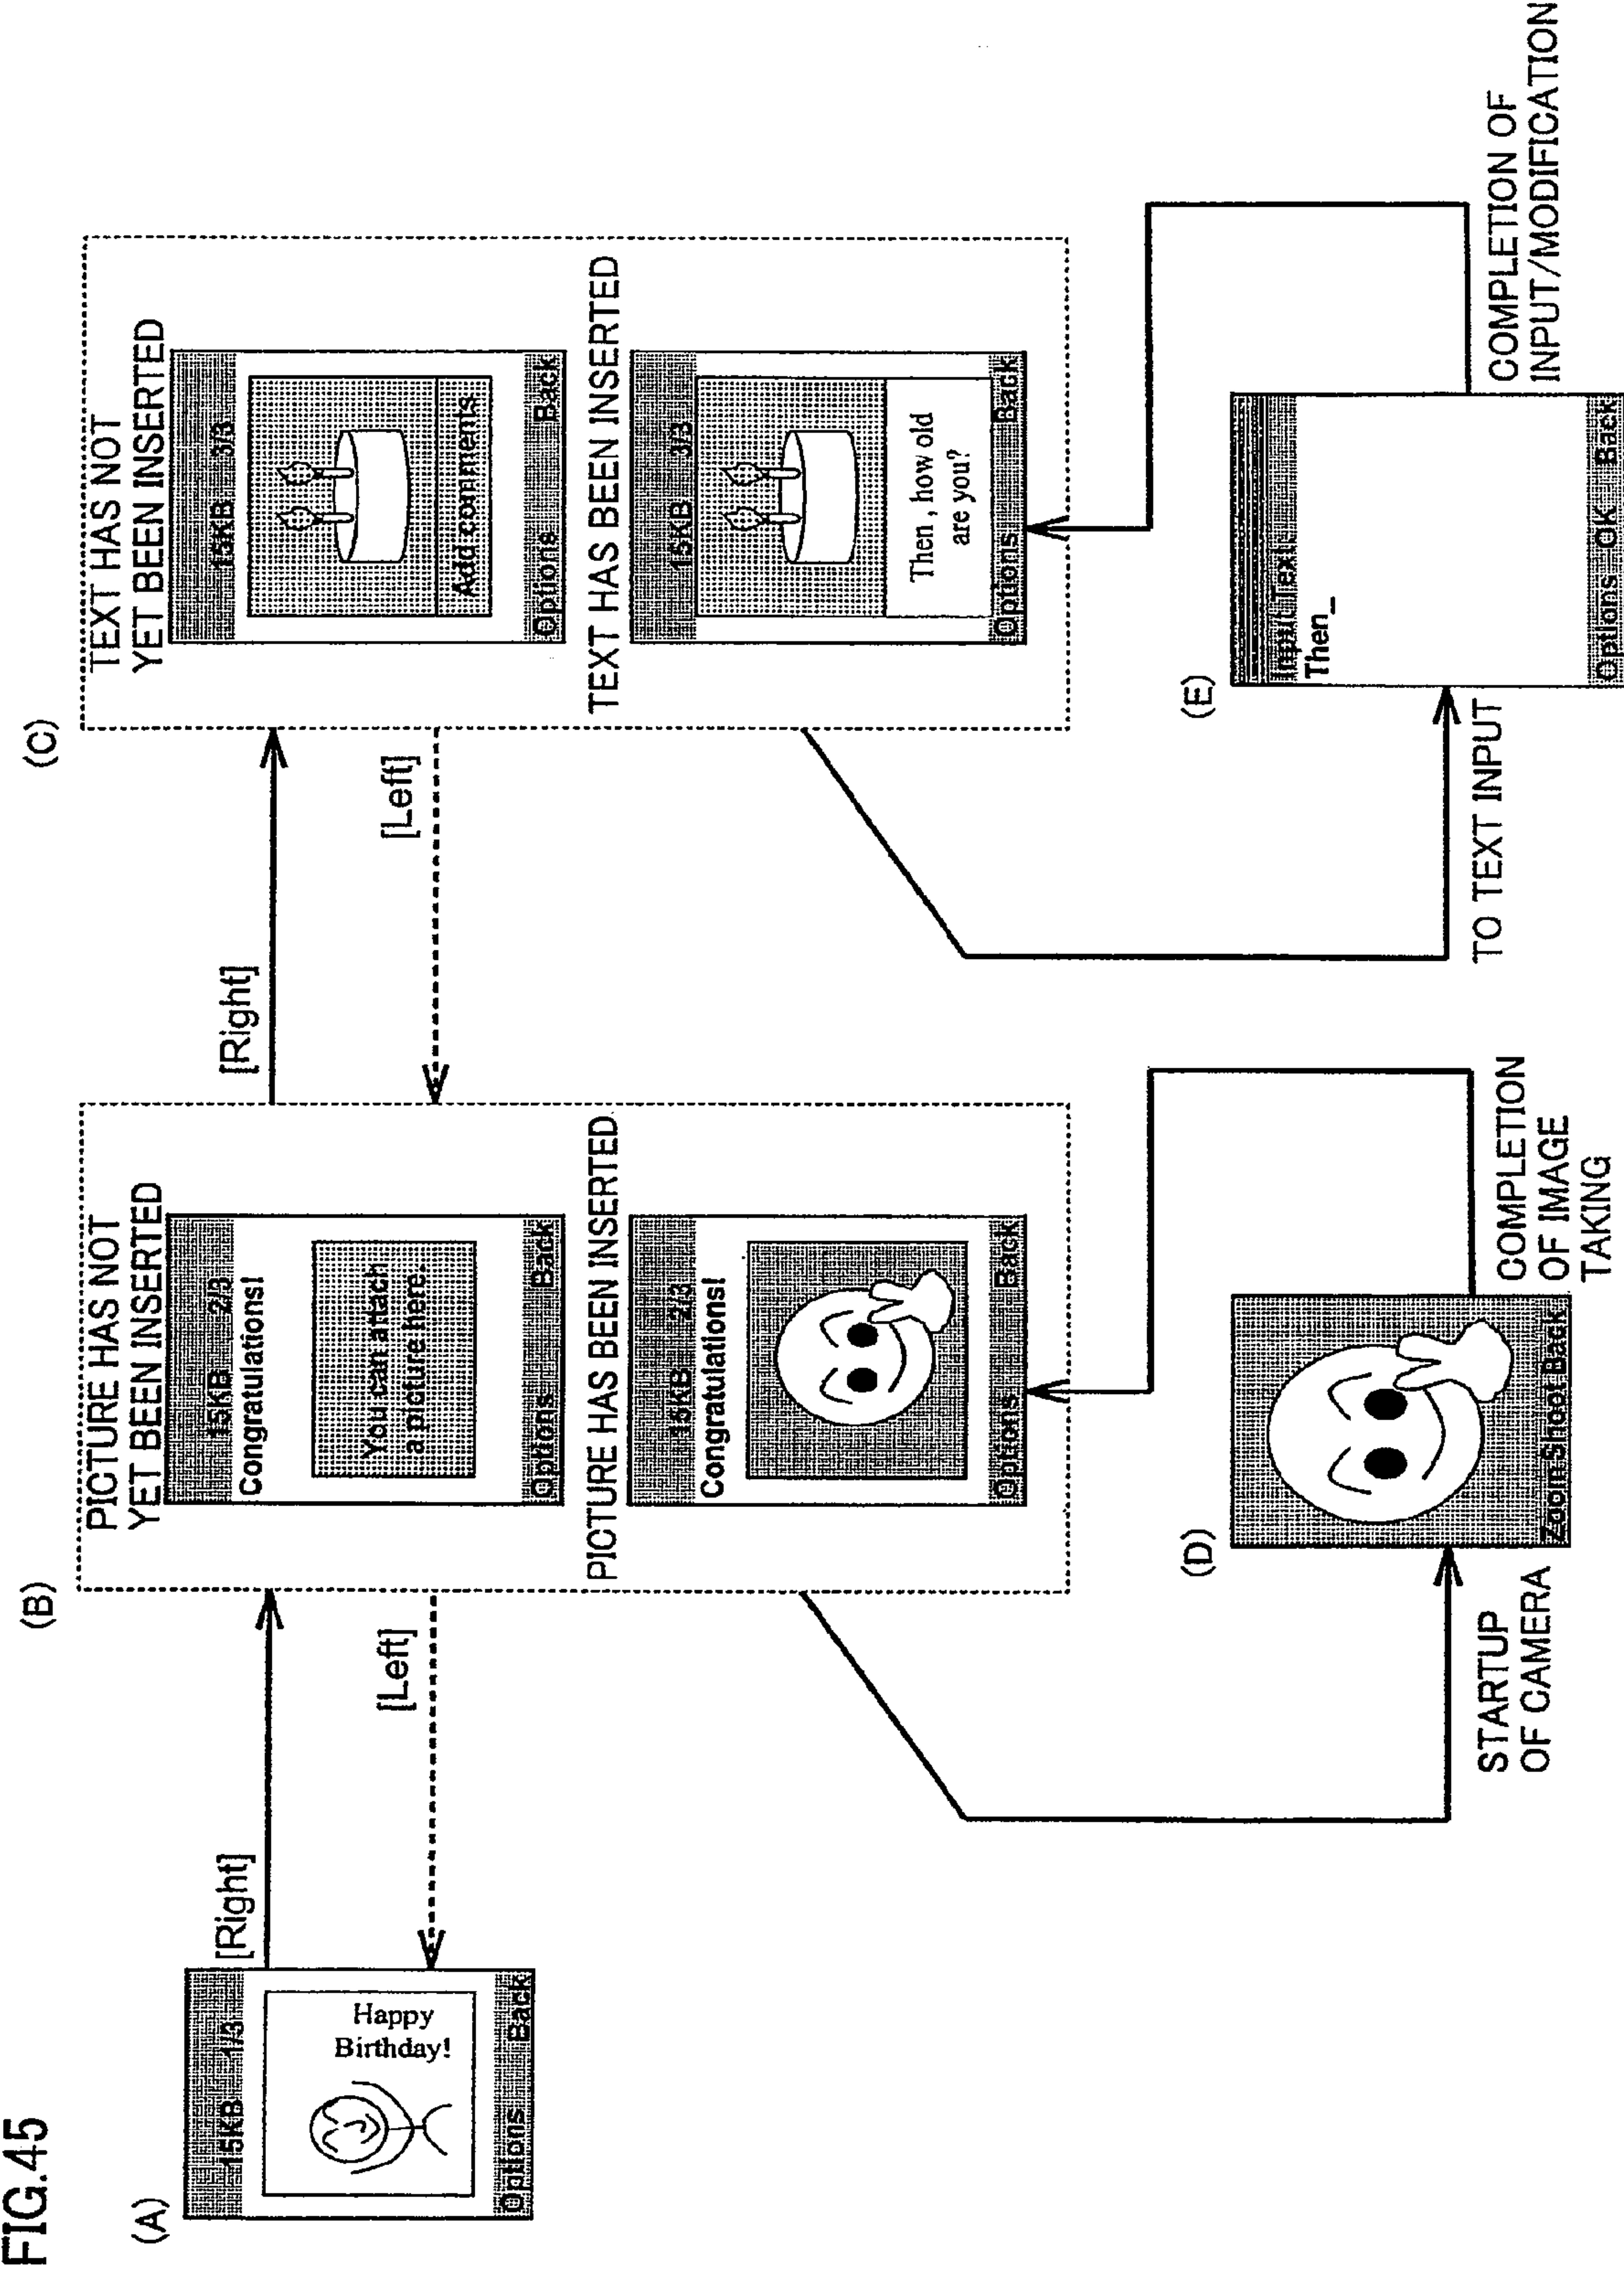 FIG.45
(A)
15KB 1/3
Happy
Birthday!
Options Back
[Right]
[Left]
(B)
PICTURE HAS NOT
YET BEEN INSERTED
15KB 2/3
Congratulations!
You can attach
a picture here.
Options Back
PICTURE HAS BEEN INSERTED
15KB 2/3
Congratulations!
Options Back
[Right]
[Left]
(C)
TEXT HAS NOT
YET BEEN INSERTED
15KB 3/3
Add comments
Options Back
TEXT HAS BEEN INSERTED
15KB 3/3
Then , how old
are you?
Options Back
STARTUP
OF CAMERA
(D)
Zoom Shoot Back
COMPLETION
OF IMAGE
TAKING
TO TEXT INPUT
(E)
Input Text
Then_
Options OK Back
COMPLETION OF
INPUT/MODIFICATION